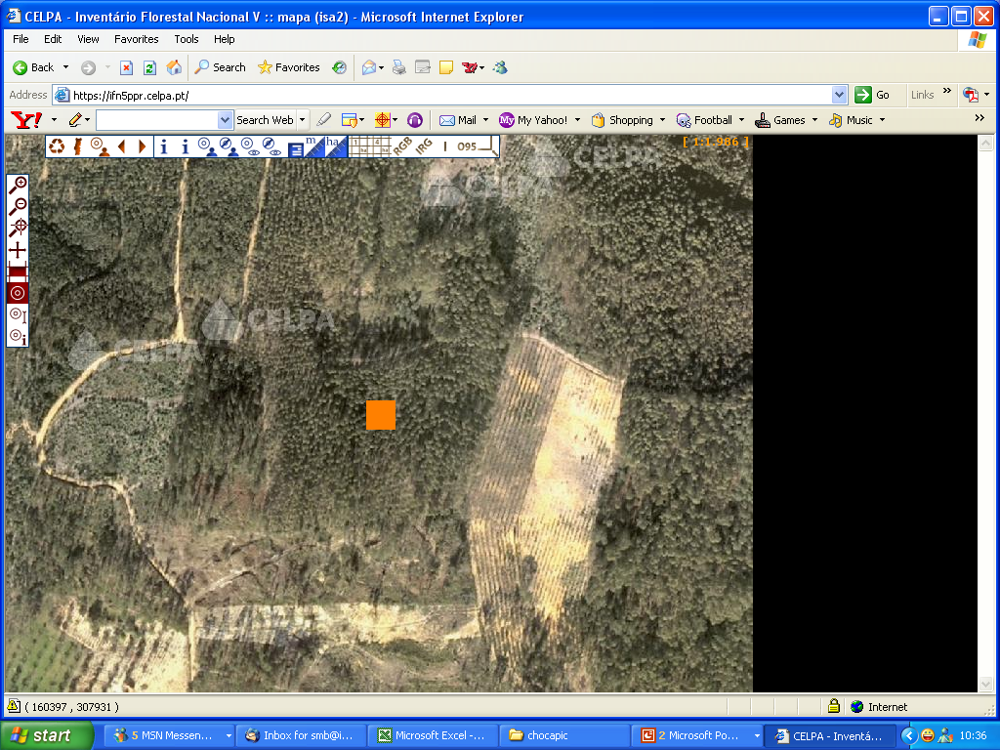 CELPA - Inventário Florestal Nacional V :: mapa (isa2) - Microsoft Internet Explorer
File Edit View Favorites Tools Help
Back Search Favorites
Address https://ifn5ppr.celpa.pt/ Go Links »
Y! Search Web Mail My Yahoo! Shopping Football Games Music »
i i m ha RGB IRG I 095
[ 1:1.986 ]
CELPA
CELPA
CELPA
CELPA
( 160397 , 307931 ) Internet
start 5 MSN Messen... Inbox for smb@i... Microsoft Excel -... chocapic 2 Microsoft Po... CELPA - Inventá... 10:36